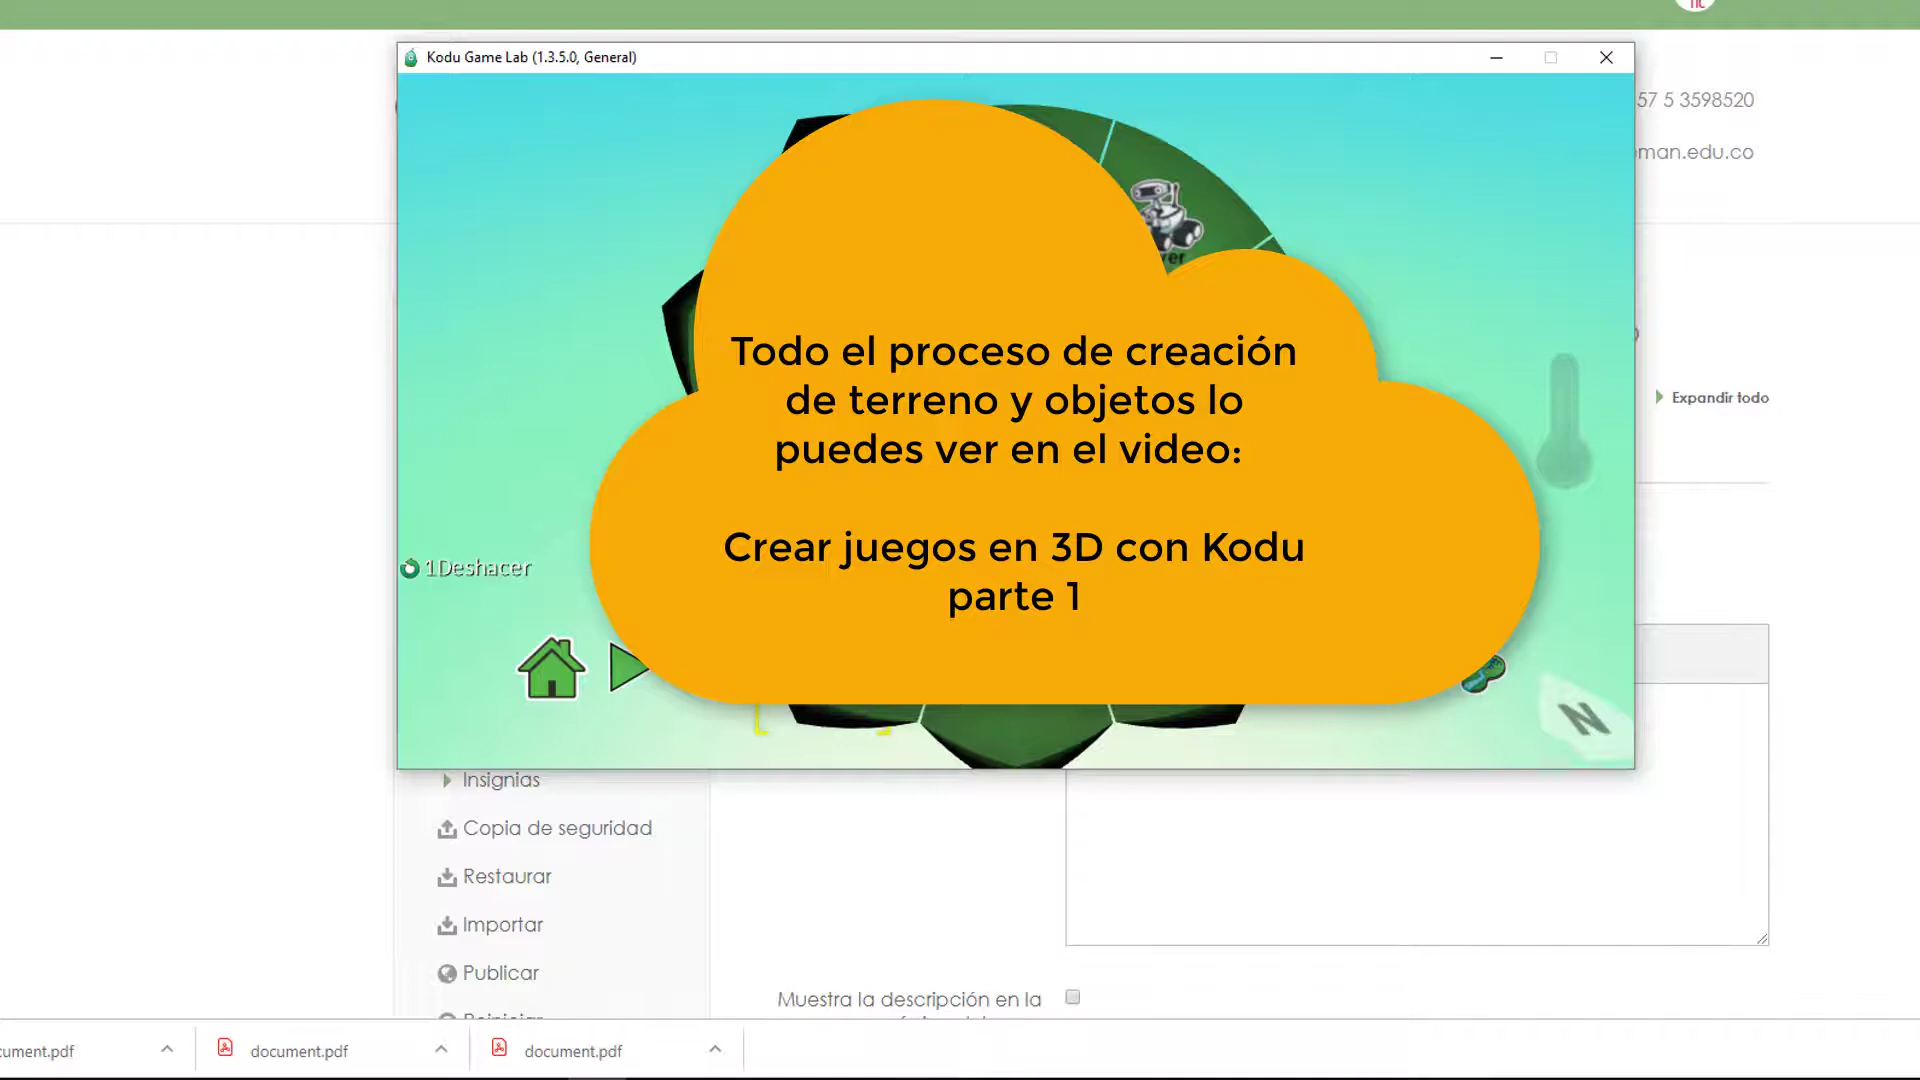 Kodu Game Lab (1.3.5.0, General)
57 5 3598520
man.edu.co
Todo el proceso de creación
de terreno y objetos lo
puedes ver en el video:
Crear juegos en 3D con Kodu
parte 1
Expandir todo
1Deshacer
N
Insignias
Copia de seguridad
Restaurar
Importar
Publicar
Muestra la descripción en la
cument.pdf
document.pdf
document.pdf